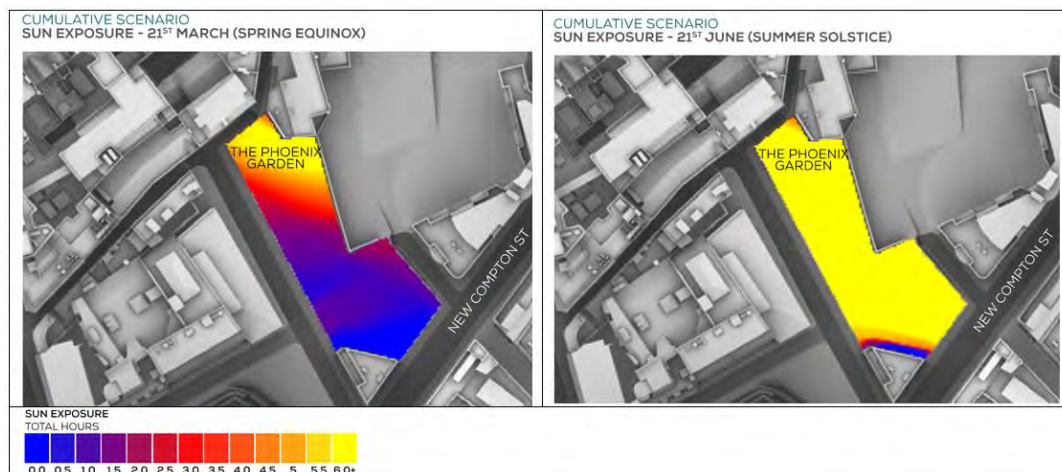 CUMULATIVE SCENARIO
SUN EXPOSURE - 21ST MARCH (SPRING EQUINOX)
THE PHOENIX
GARDEN
NEW COMPTON ST
CUMULATIVE SCENARIO
SUN EXPOSURE - 21ST JUNE (SUMMER SOLSTICE)
THE PHOENIX
GARDEN
NEW COMPTON ST
SUN EXPOSURE
TOTAL HOURS
0.0 0.5 1.0 1.5 2.0 2.5 3.0 3.5 4.0 4.5 5 5.5 6.0+